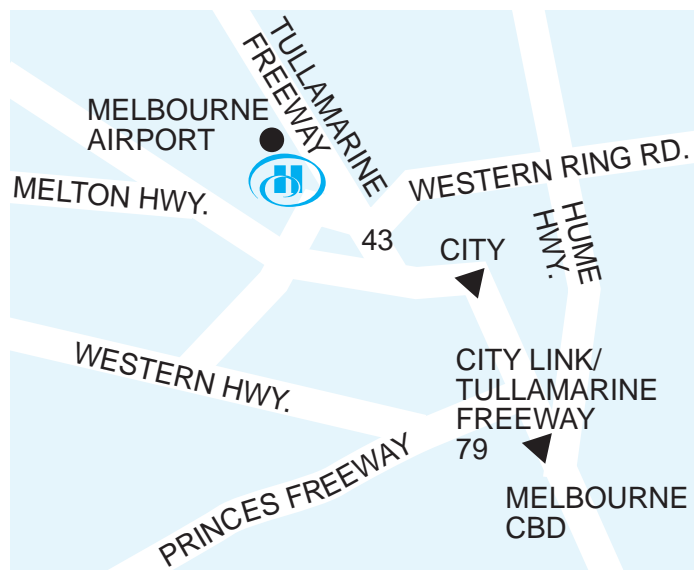 TULLAMARINE
FREEWAY
MELBOURNE
AIRPORT
H
WESTERN RING RD.
MELTON HWY.
HUME
HWY.
43
CITY
WESTERN HWY.
CITY LINK/
TULLAMARINE
FREEWAY
79
PRINCES FREEWAY
MELBOURNE
CBD